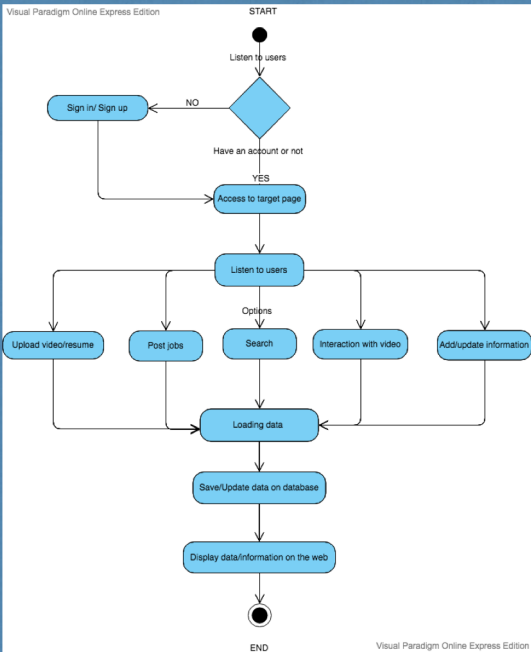 Visual Paradigm Online Express Edition
START
Listen to users
NO
Sign in/ Sign up
Have an account or not
YES
Access to target page
Listen to users
Options
Upload video/resume
Post jobs
Search
Interaction with video
Add/update information
Loading data
Save/Update data on database
Display data/information on the web
END
Visual Paradigm Online Express Edition